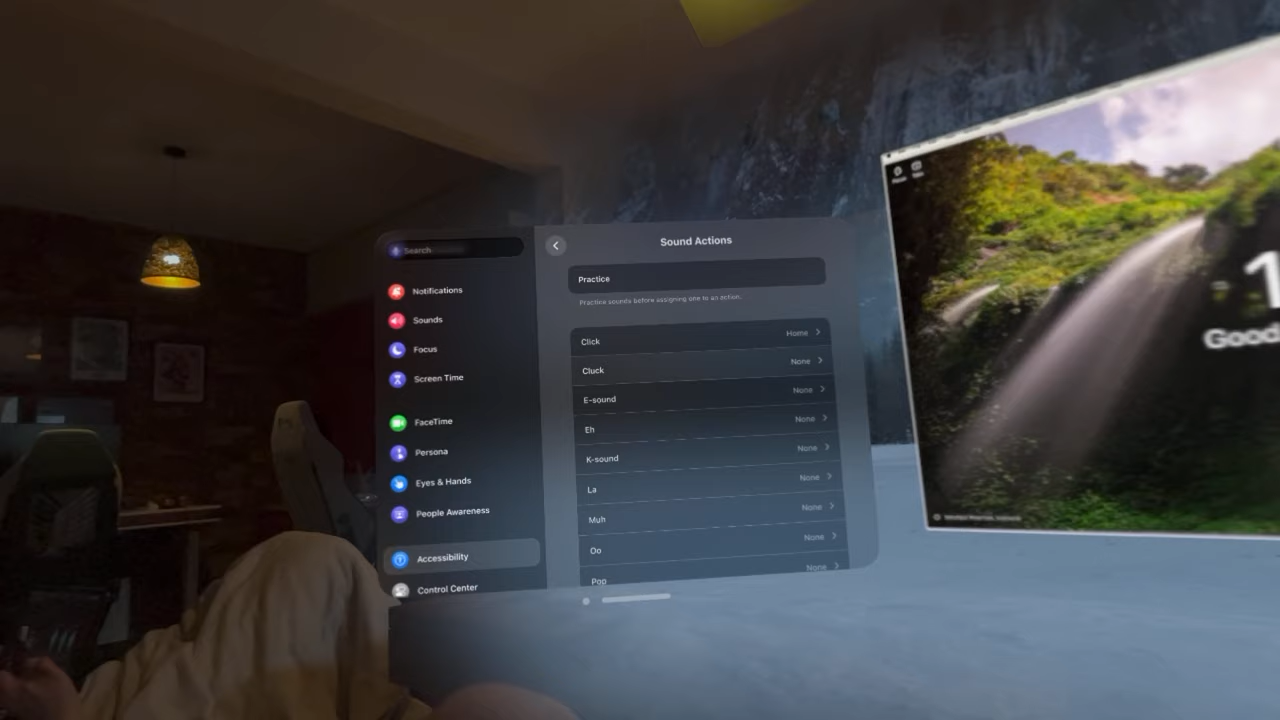 Search
Notifications
Sounds
Focus
Screen Time
FaceTime
Persona
Eyes & Hands
People Awareness
Accessibility
Control Center
Sound Actions
Practice
Practice sounds before assigning one to an action.
Click Home
Cluck None
E-sound None
Eh None
K-sound None
La None
Muh None
Oo None
Pop None
1
Good